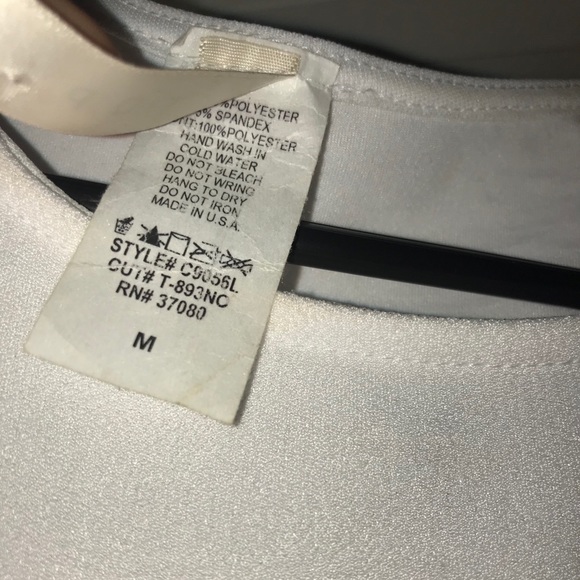 %POLYESTER
% SPANDEX
:100%POLYESTER
HAND WASH IN
COLD WATER
DO NOT BLEACH
DO NOT WRING
HANG TO DRY
DO NOT IRON
MADE IN U.S.A.
STYLE# C9056L
CUT# T-893NC
RN# 37080
M